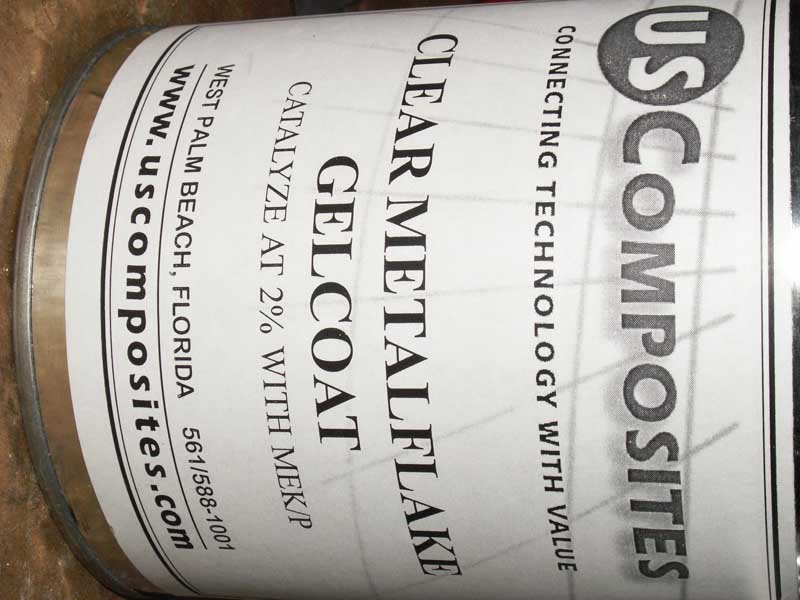 US COMPOSITES
CONNECTING TECHNOLOGY WITH VALUE
CLEAR METALFLAKE
GELCOAT
CATALYZE AT 2% WITH MEK/P
WEST PALM BEACH, FLORIDA 561/588-1001
www.uscomposites.com